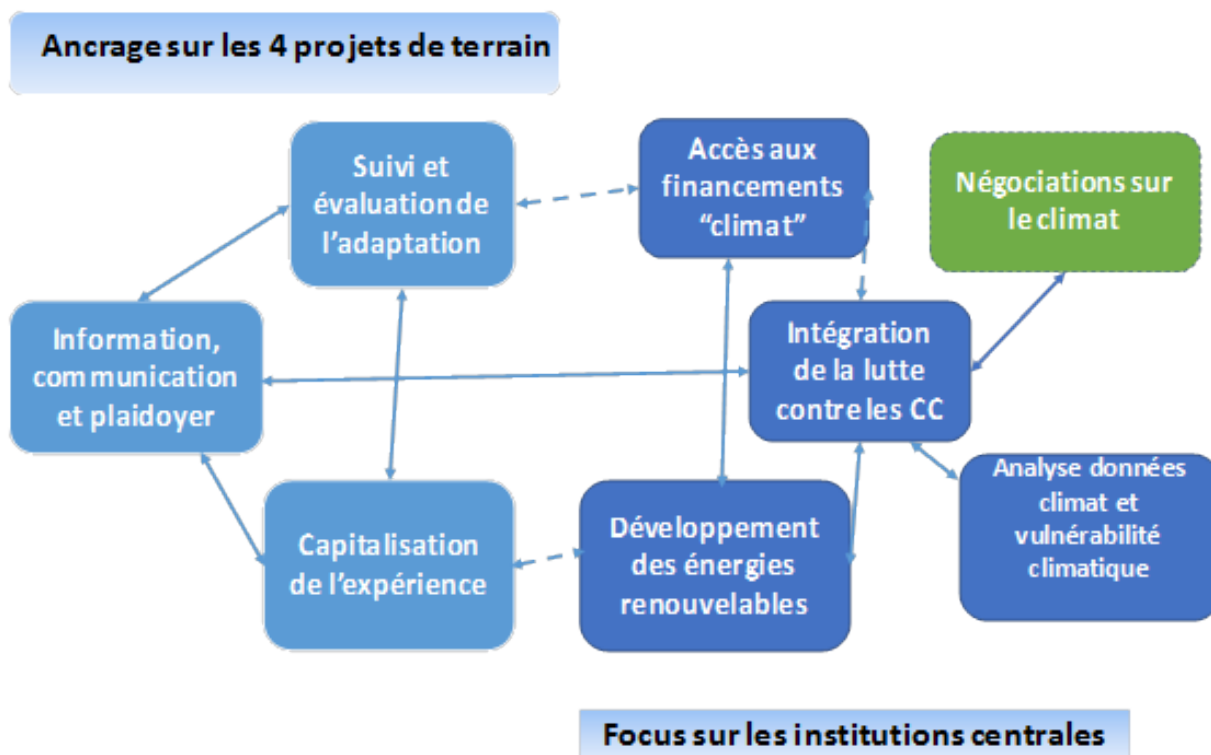 Ancrage sur les 4 projets de terrain
Suivi et
évaluation de
l'adaptation
Accès aux
financements
“climat”
Négociations sur
le climat
Information,
communication
et plaidoyer
Intégration
de la lutte
contre les CC
Capitalisation
de l'expérience
Développement
des énergies
renouvelables
Analyse données
climat et
vulnérabilité
climatique
Focus sur les institutions centrales